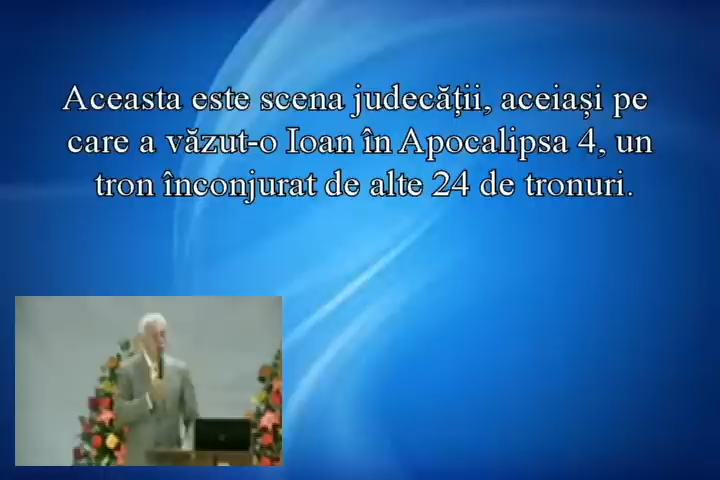 Aceasta este scena judecății, aceiași pe
care a văzut-o Ioan în Apocalipsa 4, un
tron înconjurat de alte 24 de tronuri.